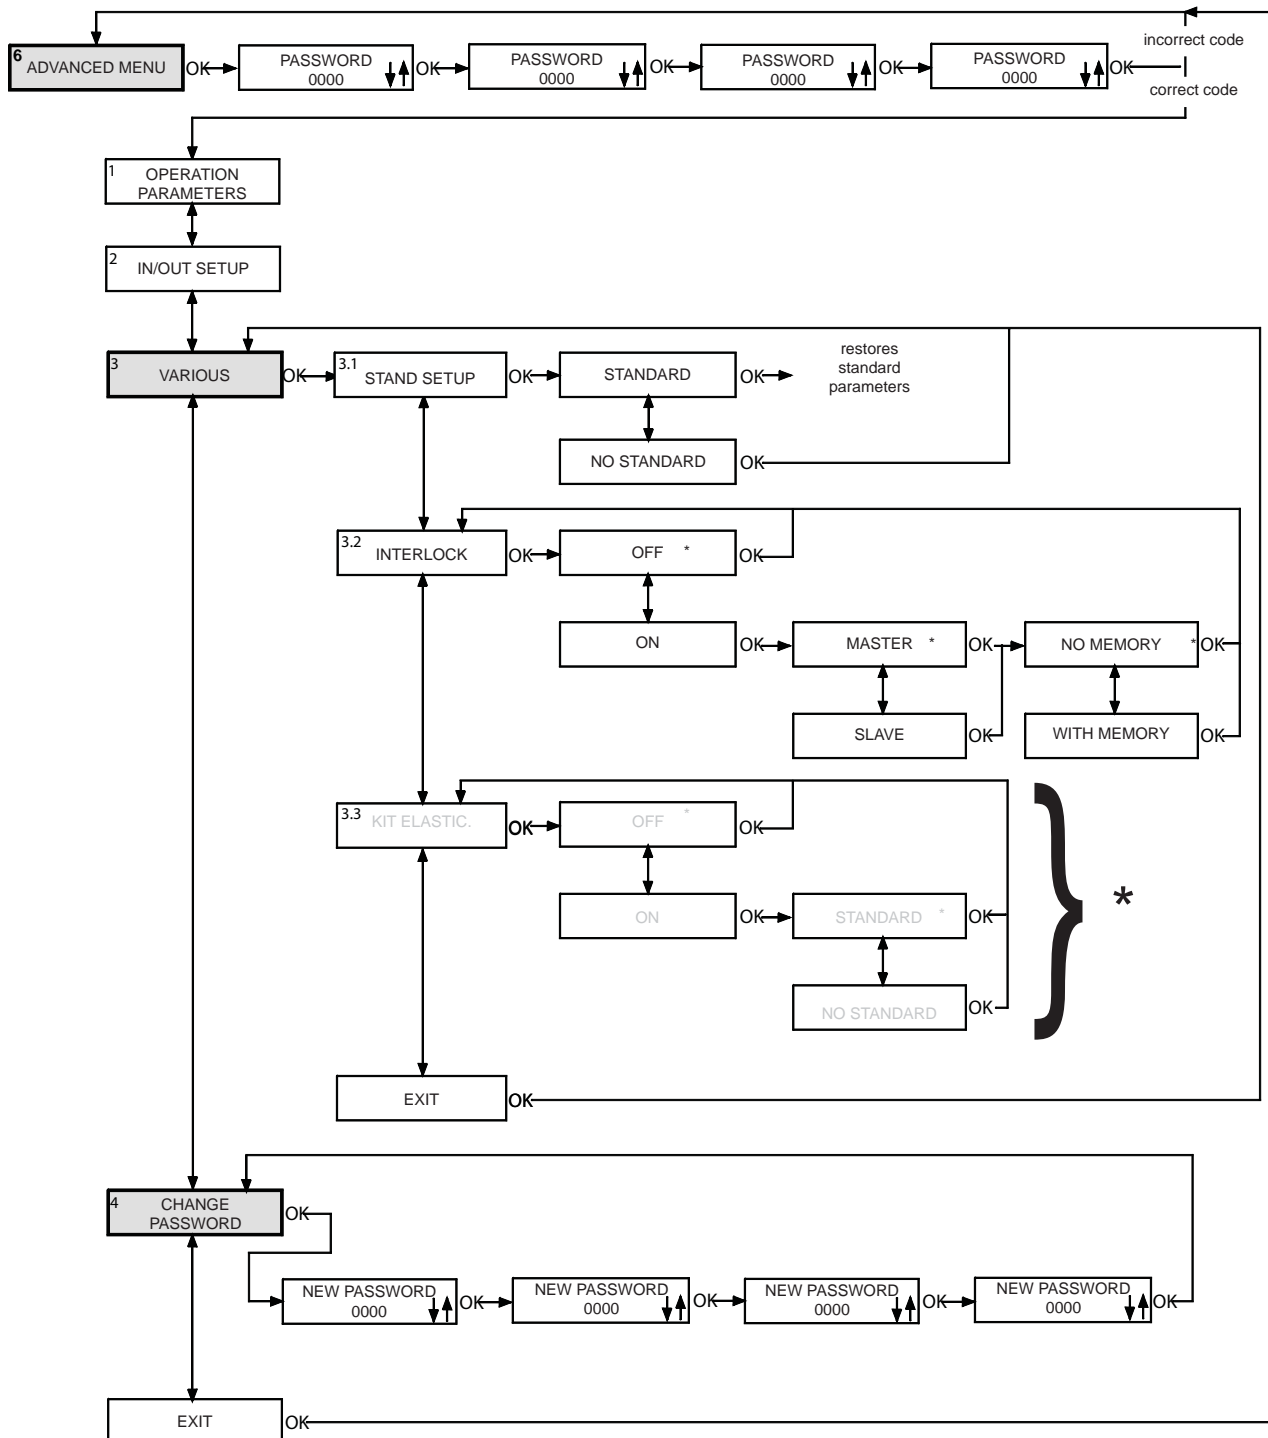 incorrect code
6 ADVANCED MENU OK PASSWORD 0000 OK PASSWORD 0000 OK PASSWORD 0000 OK PASSWORD 0000 OK
correct code
1 OPERATION
PARAMETERS
2 IN/OUT SETUP
3 VARIOUS OK 3.1 STAND SETUP OK STANDARD OK
restores
standard
parameters
NO STANDARD OK
3.2 INTERLOCK OK OFF * OK
ON OK MASTER * OK NO MEMORY * OK
SLAVE OK WITH MEMORY OK
3.3 KIT ELASTIC. OK OFF * OK
ON OK STANDARD * OK
NO STANDARD OK
} *
EXIT OK
4 CHANGE
PASSWORD OK
NEW PASSWORD 0000 OK NEW PASSWORD 0000 OK NEW PASSWORD 0000 OK NEW PASSWORD 0000 OK
EXIT OK